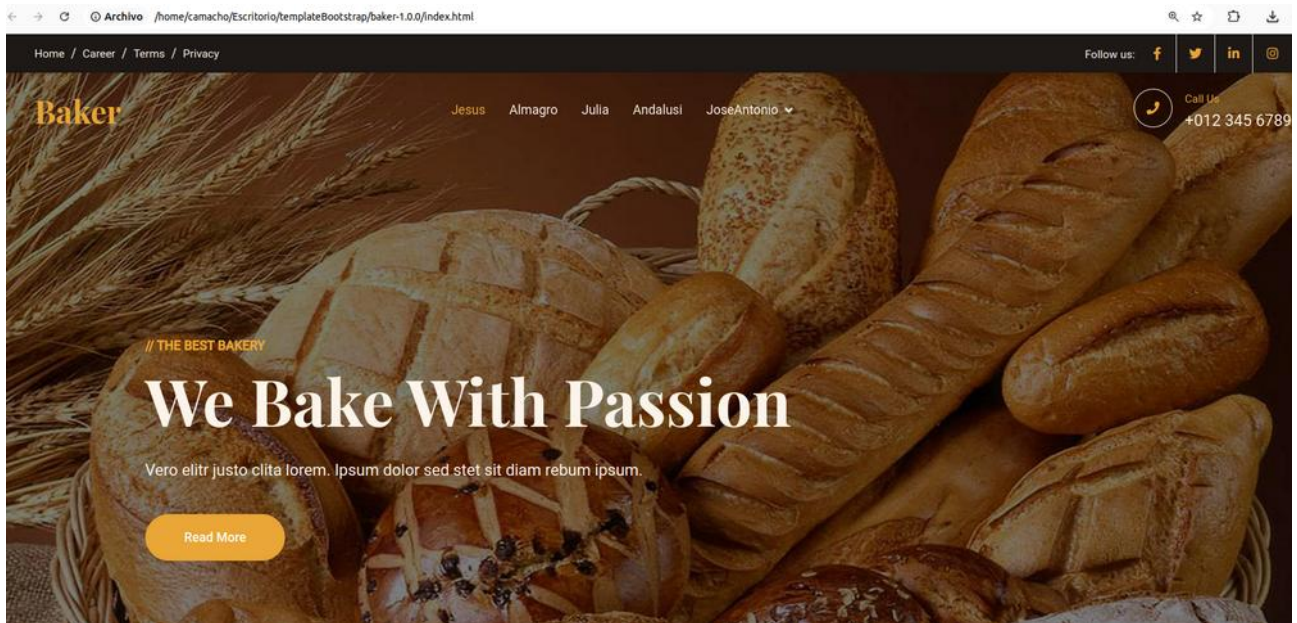 Archivo /home/camacho/Escritorio/templateBootstrap/baker-1.0.0/index.html
Home / Career / Terms / Privacy
Follow us:
Baker
Jesus Almagro Julia Andalusi JoseAntonio
Call Us
+012 345 6789
// THE BEST BAKERY
We Bake With Passion
Vero elitr justo clita lorem. Ipsum dolor sed stet sit diam rebum ipsum.
Read More